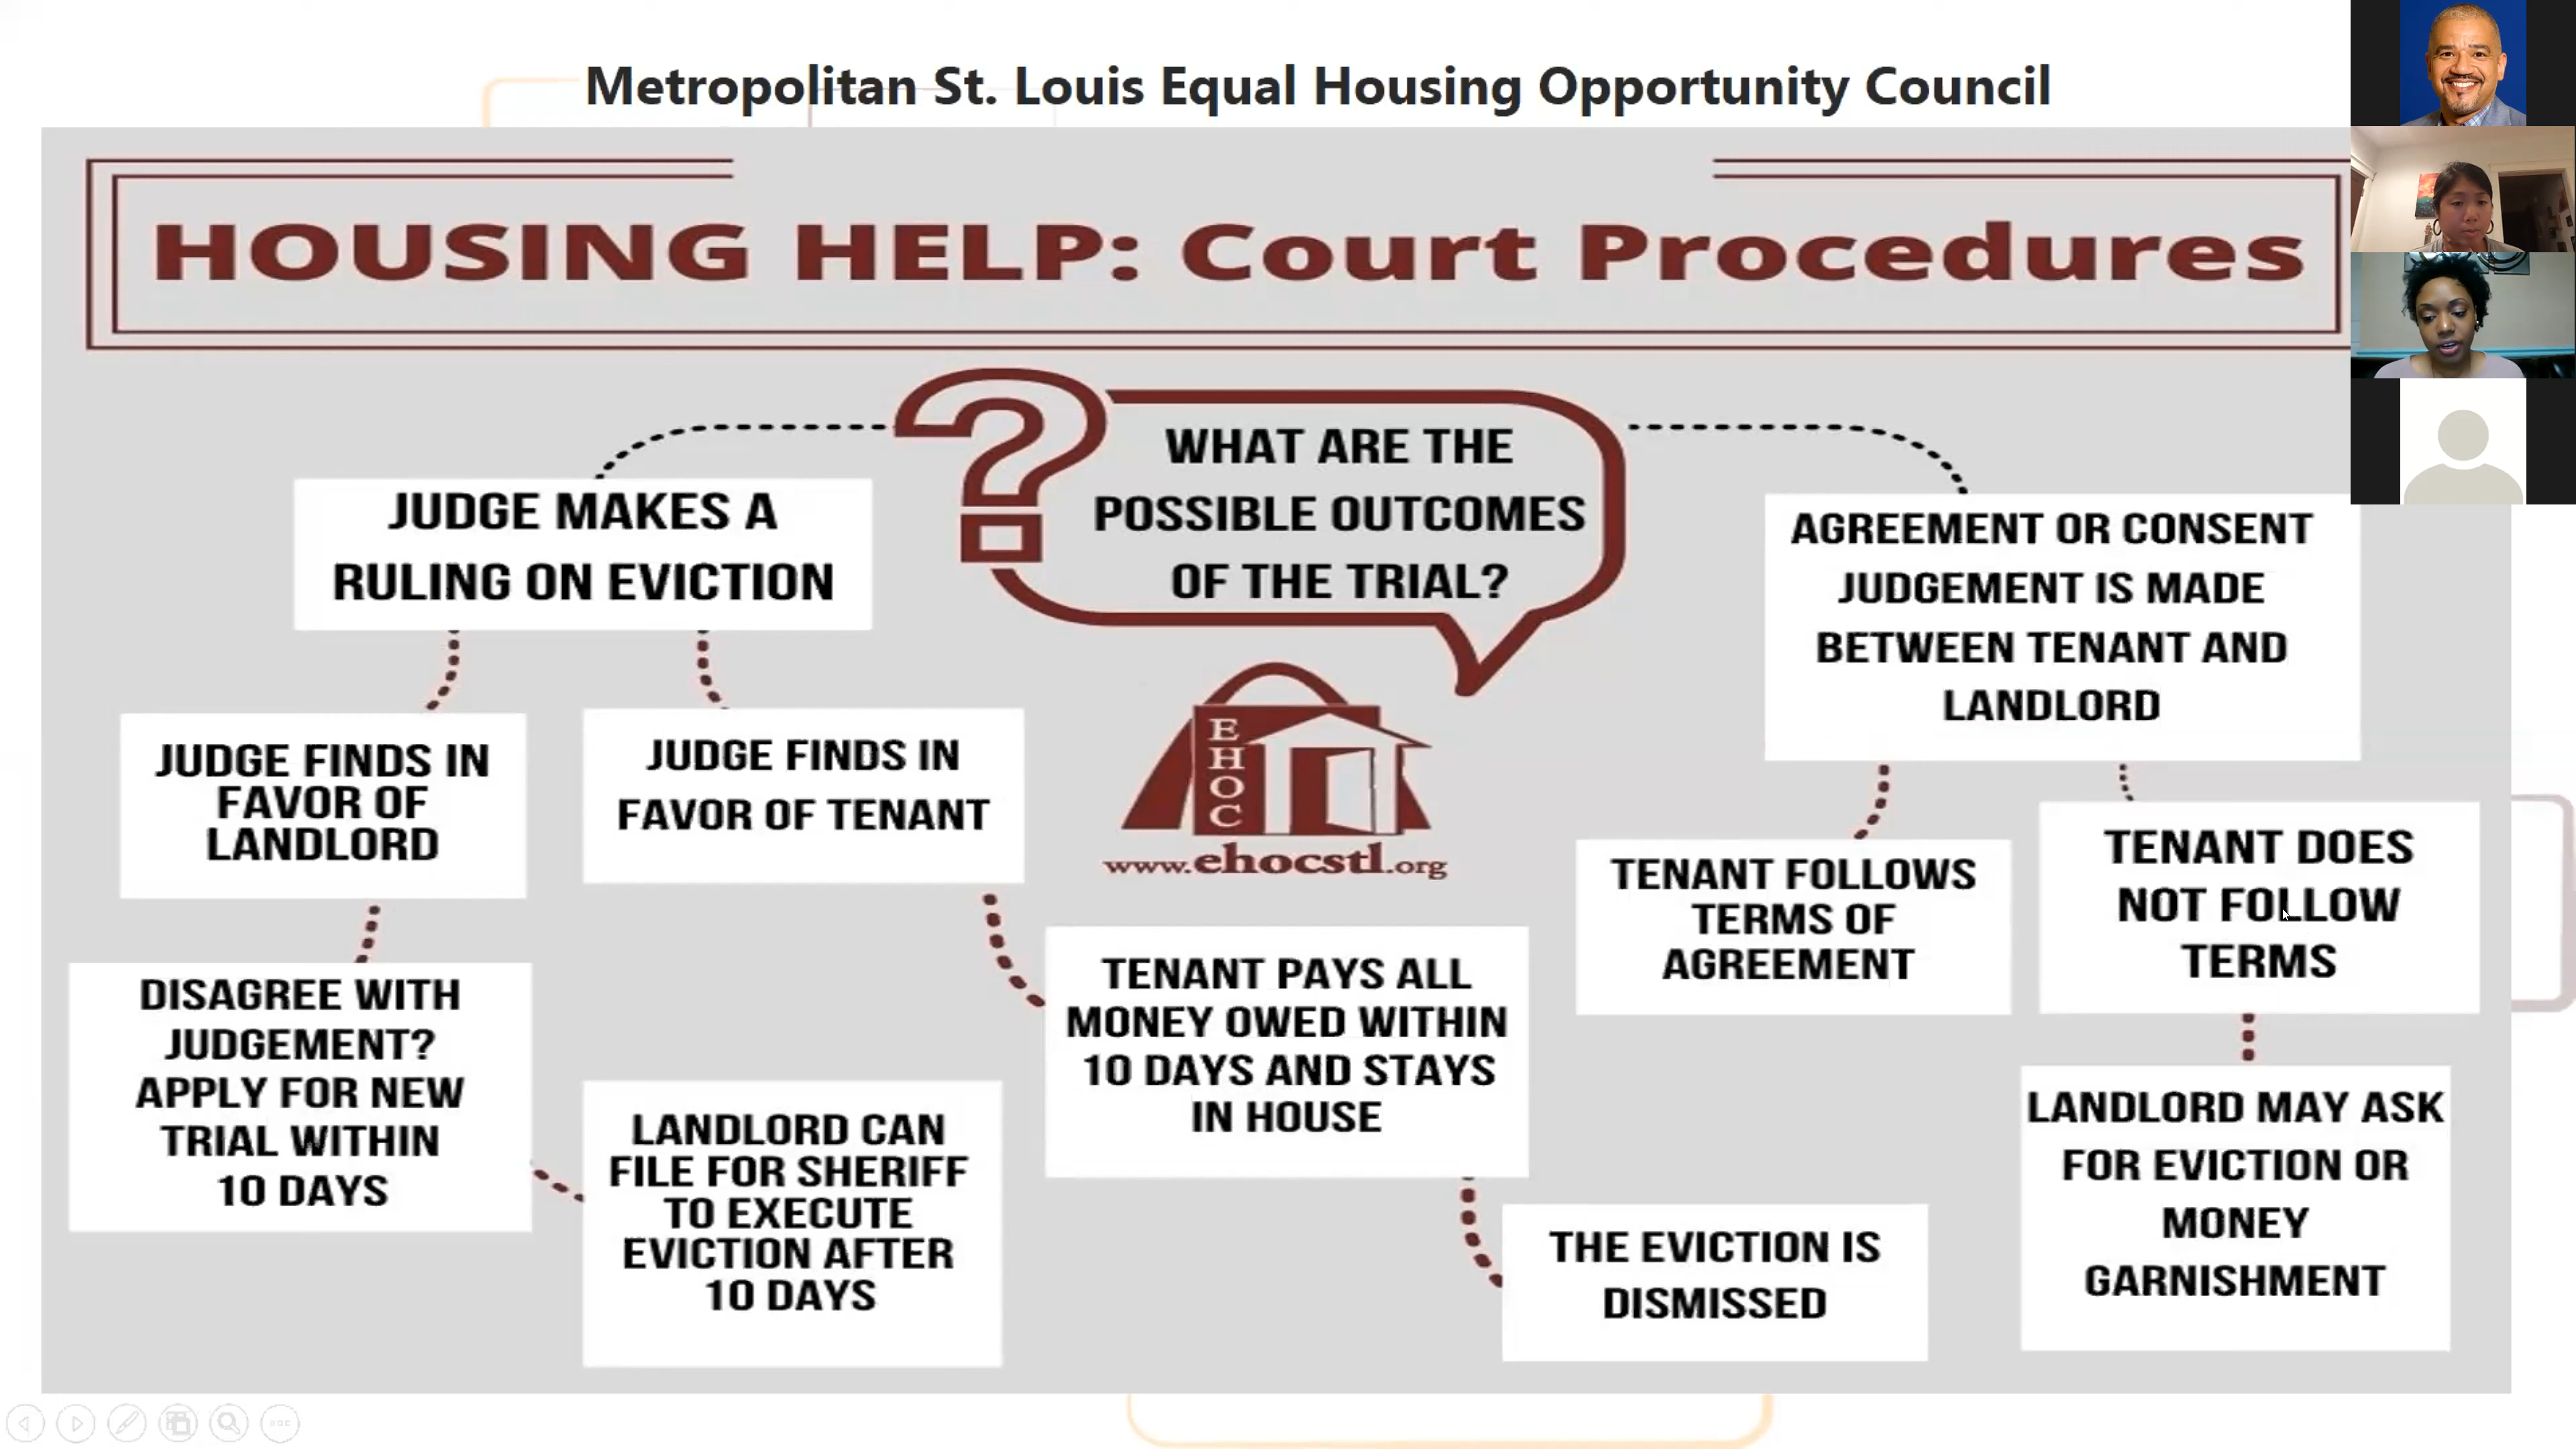 Metropolitan St. Louis Equal Housing Opportunity Council
HOUSING HELP: Court Procedures
WHAT ARE THE
POSSIBLE OUTCOMES
OF THE TRIAL?
JUDGE MAKES A
RULING ON EVICTION
JUDGE FINDS IN
FAVOR OF
LANDLORD
DISAGREE WITH
JUDGEMENT?
APPLY FOR NEW
TRIAL WITHIN
10 DAYS
LANDLORD CAN
FILE FOR SHERIFF
TO EXECUTE
EVICTION AFTER
10 DAYS
JUDGE FINDS IN
FAVOR OF TENANT
TENANT PAYS ALL
MONEY OWED WITHIN
10 DAYS AND STAYS
IN HOUSE
THE EVICTION IS
DISMISSED
EHOC
www.ehocstl.org
AGREEMENT OR CONSENT
JUDGEMENT IS MADE
BETWEEN TENANT AND
LANDLORD
TENANT FOLLOWS
TERMS OF
AGREEMENT
TENANT DOES
NOT FOLLOW
TERMS
LANDLORD MAY ASK
FOR EVICTION OR
MONEY
GARNISHMENT